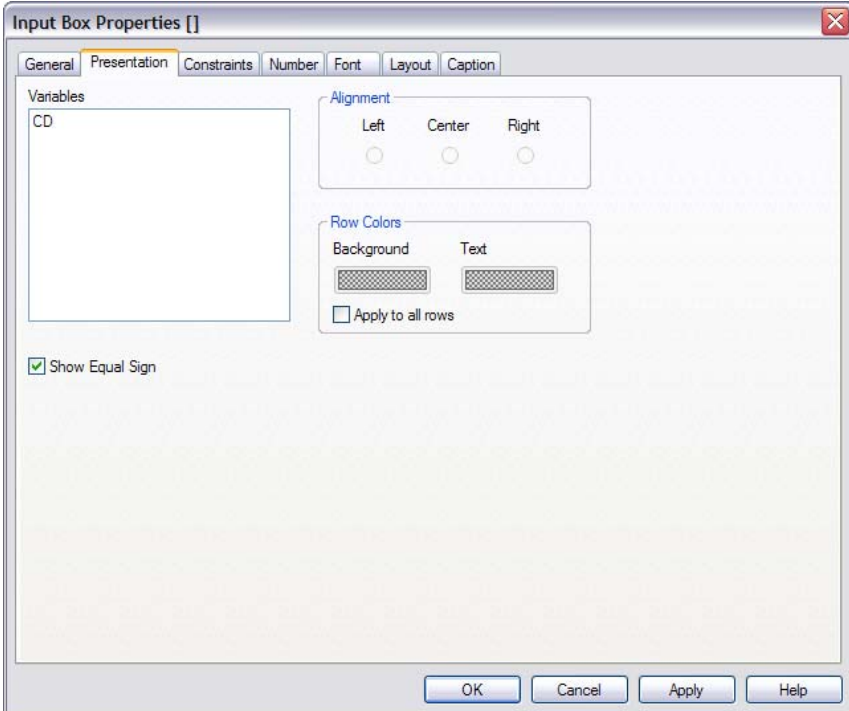 Input Box Properties []
General Presentation Constraints Number Font Layout Caption
Variables
CD
Alignment
Left Center Right
Row Colors
Background Text
Apply to all rows
Show Equal Sign
OK Cancel Apply Help